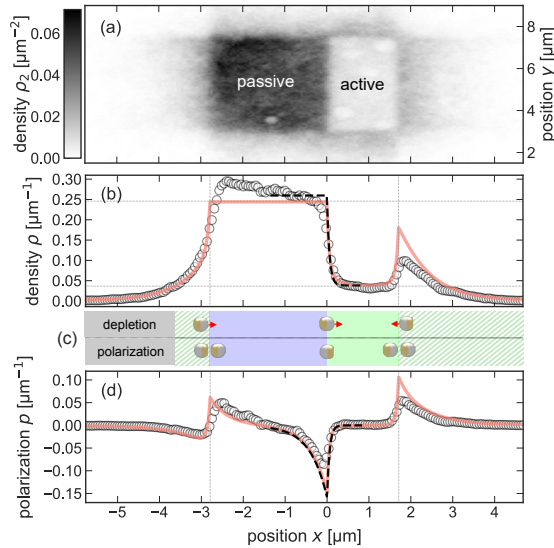 (a)
passive
active
density ρ₂ [μm⁻²]
0.06
0.04
0.02
0.00
position y [μm]
8
6
4
2
(b)
density ρ [μm⁻¹]
0.30
0.25
0.20
0.15
0.10
0.05
0.00
(c)
depletion
polarization
(d)
polarization p [μm⁻¹]
0.10
0.05
0.00
−0.05
−0.10
−0.15
−5 −4 −3 −2 −1 0 1 2 3 4
position x [μm]